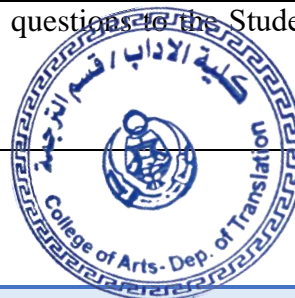 questions to the Stude
كلية الآداب / قسم الترجمة
College of Arts - Dep. of Translation